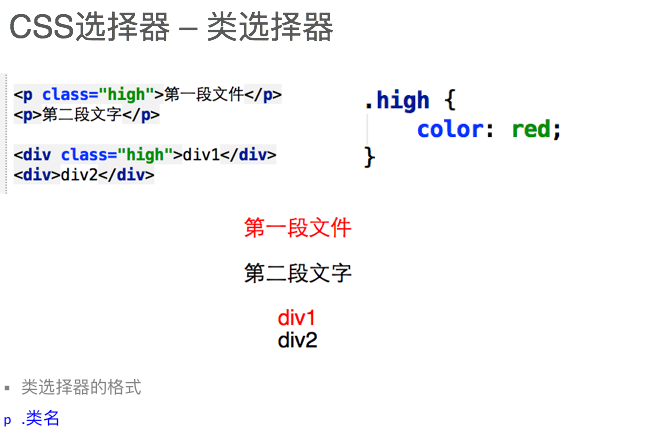 CSS选择器 – 类选择器
<p class="high">第一段文件</p>
<p>第二段文字</p>
<div class="high">div1</div>
<div>div2</div>
.high {
color: red;
}
第一段文件
第二段文字
div1
div2
▪ 类选择器的格式
p .类名